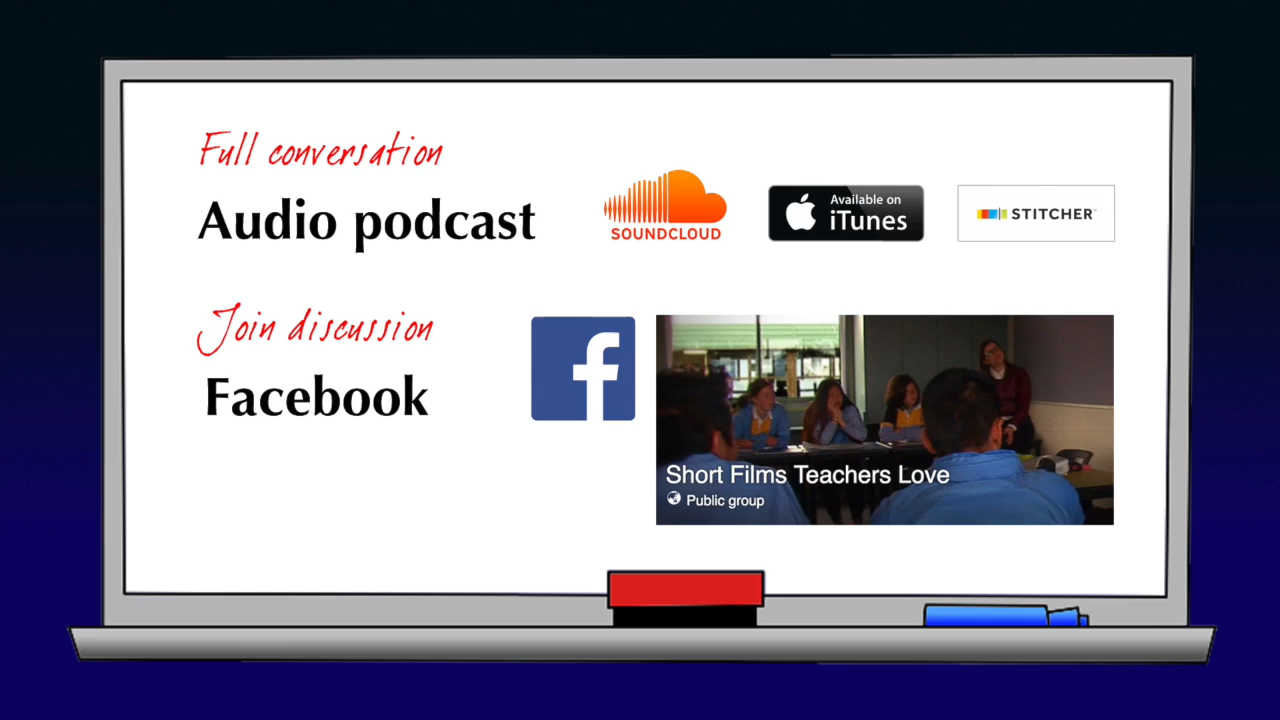 Full conversation
Audio podcast
SOUNDCLOUD
Available on
iTunes
STITCHER
Join discussion
Facebook
f
Short Films Teachers Love
Public group